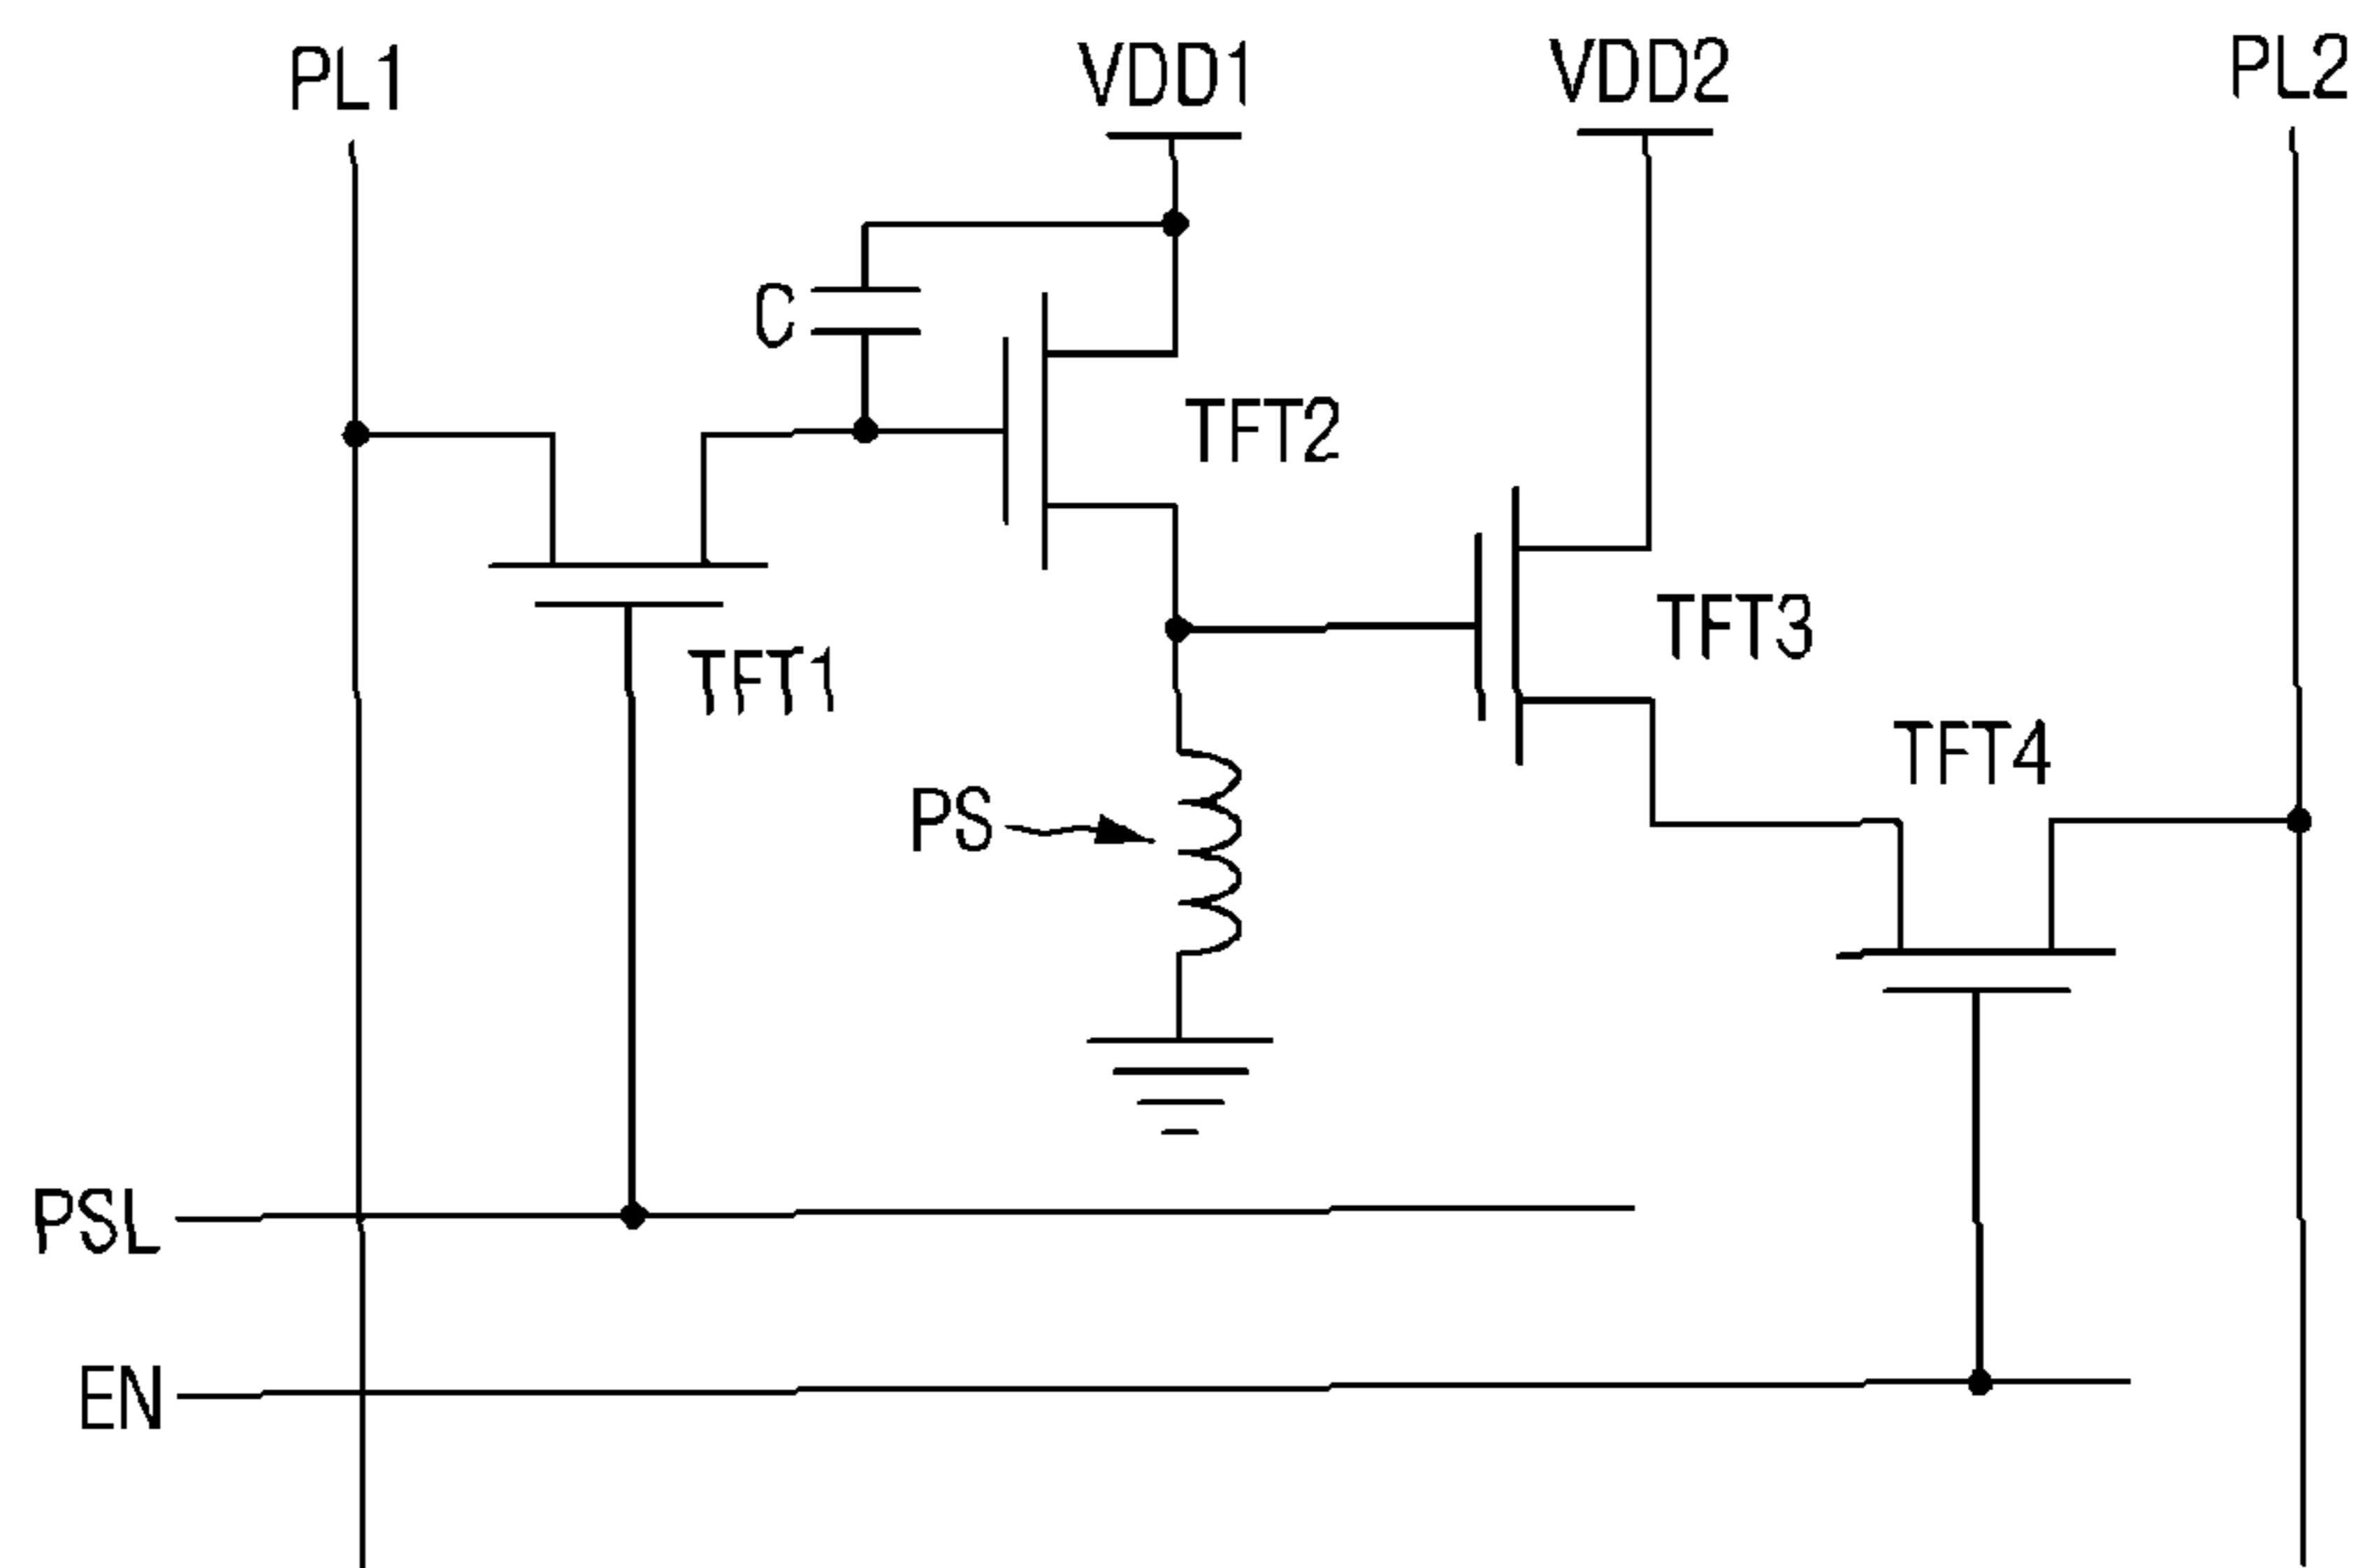 PL1
VDD1
VDD2
PL2
C
TFT2
TFT3
TFT1
TFT4
PS
PSL
EN